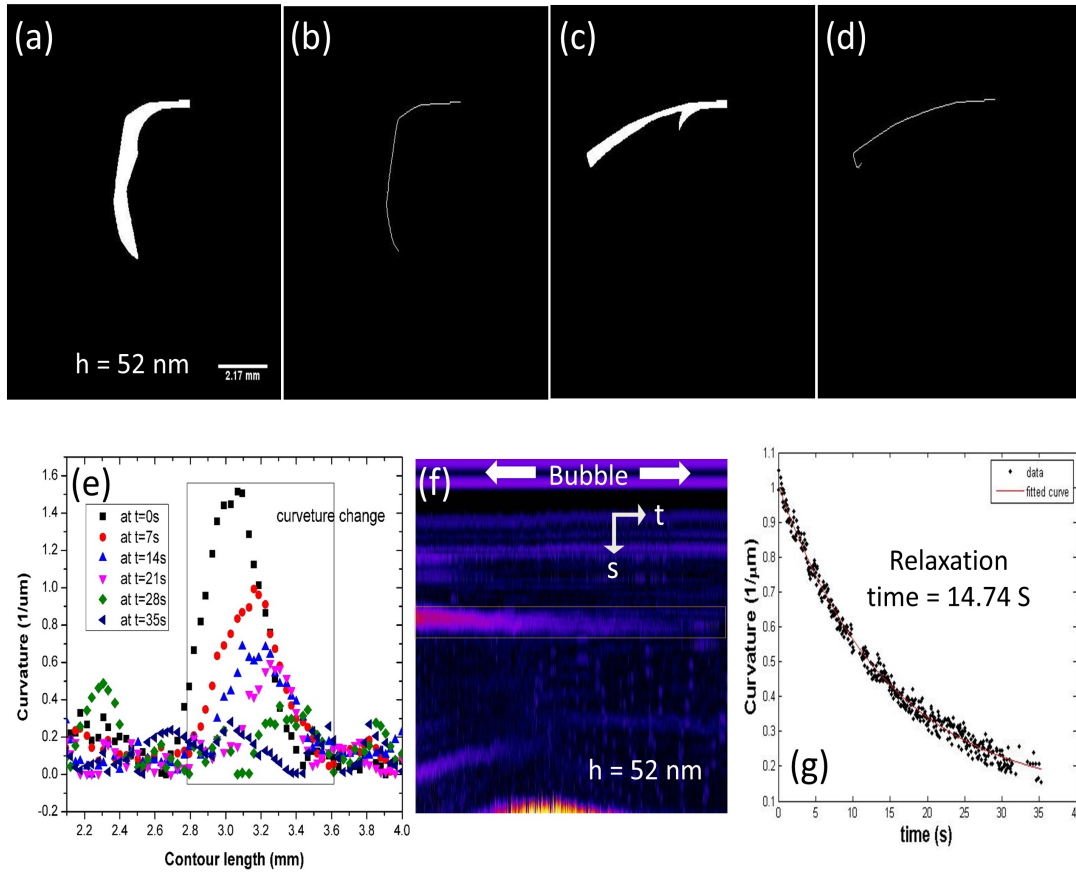 (a)
(b)
(c)
(d)
h = 52 nm
2.17 mm
(e)
curveture change
at t=0s
at t=7s
at t=14s
at t=21s
at t=28s
at t=35s
1.6
1.4
1.2
1.0
0.8
0.6
0.4
0.2
0.0
-0.2
Curvature (1/um)
2.2 2.4 2.6 2.8 3.0 3.2 3.4 3.6 3.8 4.0
Contour length (mm)
(f)
Bubble
t
s
h = 52 nm
1.1
1
0.9
0.8
0.7
0.6
0.5
0.4
0.3
0.2
0.1
Curvature (1/μm)
data
fitted curve
Relaxation
time = 14.74 S
(g)
0 5 10 15 20 25 30 35 40
time (s)